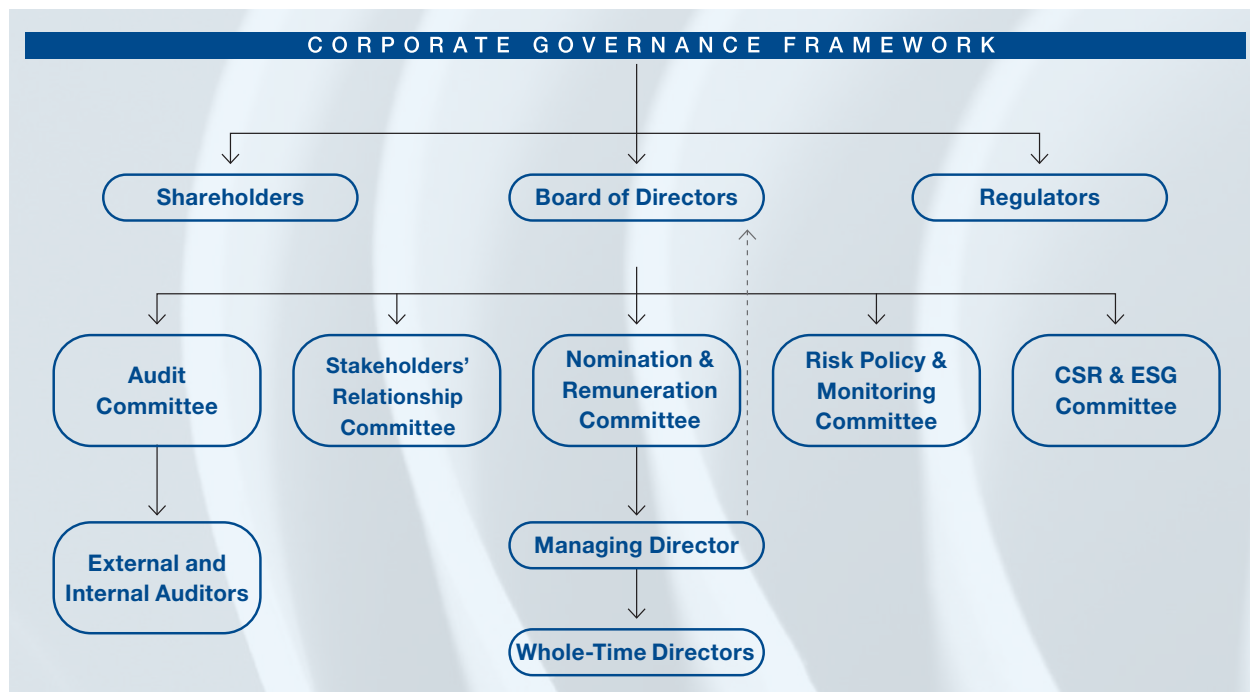 CORPORATE GOVERNANCE FRAMEWORK
Shareholders
Board of Directors
Regulators
Audit
Committee
Stakeholders’
Relationship
Committee
Nomination &
Remuneration
Committee
Risk Policy &
Monitoring
Committee
CSR & ESG
Committee
External and
Internal Auditors
Managing Director
Whole-Time Directors